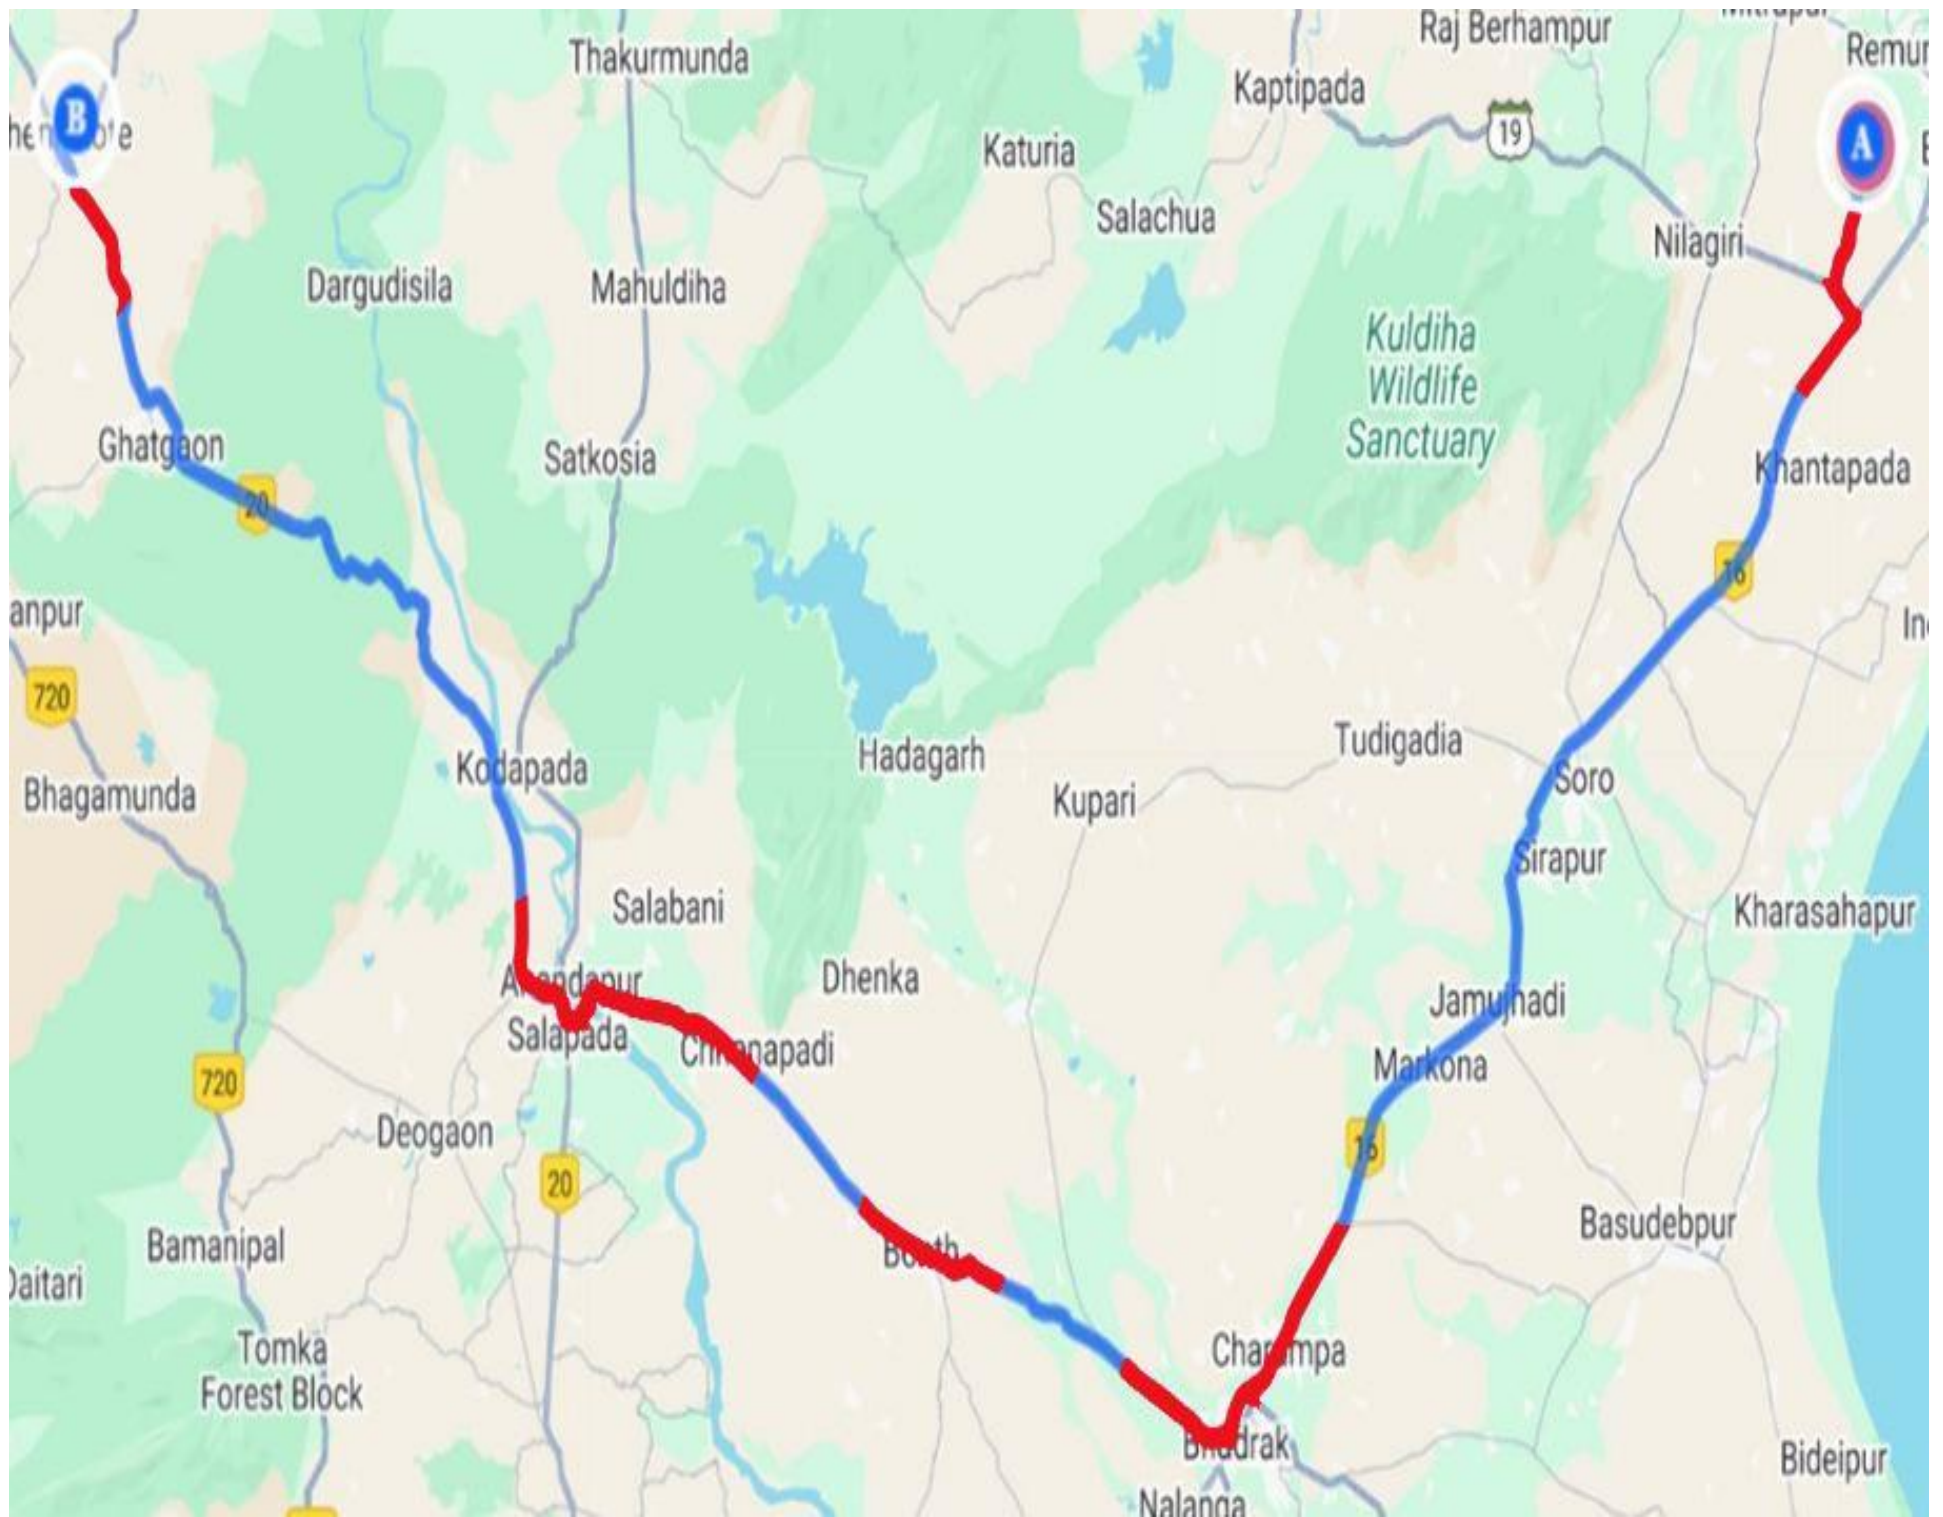 Raj Berhampur
Thakurmunda
Kaptipada
B
19
A
Katuria
Salachua
Nilagiri
Dargudisila
Mahuldiha
Kuldiha
Wildlife
Sanctuary
Ghatgaon
Satkosia
Khantapada
20
16
anpur
720
Tudigadia
Hadagarh
Kodapada
Soro
Bhagamunda
Kupari
Sirapur
Salabani
Kharasahapur
Dhenka
Jamujhadi
Salapada
Markona
720
Deogaon
16
20
Basudebpur
Bamanipal
Daitari
Tomka
Forest Block
Bideipur